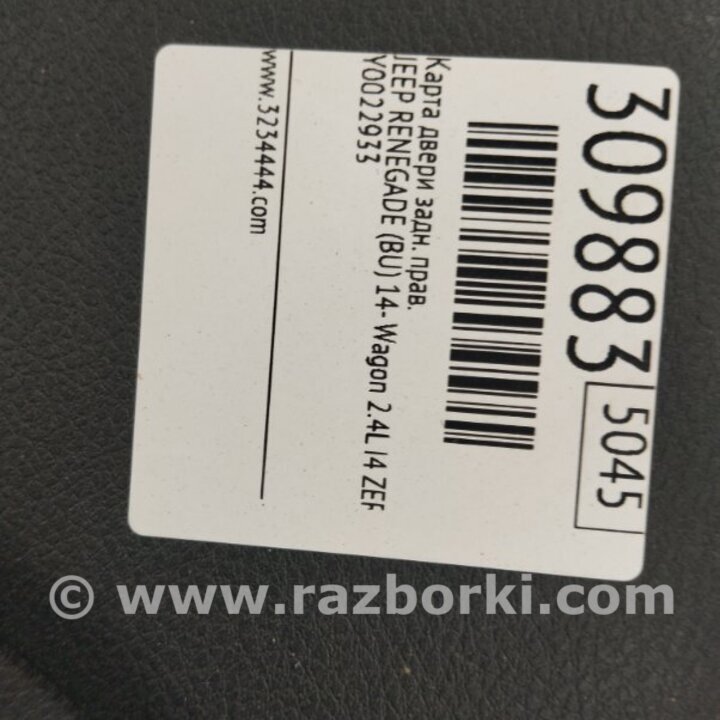 309883
5045
Карта двери задн. прав.
JEEP RENEGADE (BU) 14- Wagon 2.4L I4 ZEF
Y0022933
www.3234444.com
© www.razborki.com